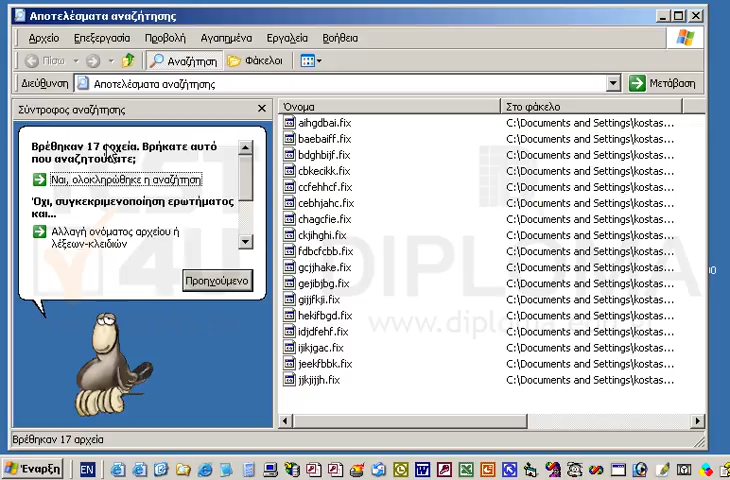 Αποτελέσματα αναζήτησης
Αρχείο Επεξεργασία Προβολή Αγαπημένα Εργαλεία Βοήθεια
Πίσω Αναζήτηση Φάκελοι
Διεύθυνση Αποτελέσματα αναζήτησης Μετάβαση
Σύντροφος αναζήτησης
Βρέθηκαν 17 αρχεία. Βρήκατε αυτό
που αναζητούσατε;
Ναι, ολοκληρώθηκε η αναζήτηση
Όχι, συγκεκριμενοποίηση ερωτήματος
και...
Αλλαγή ονόματος αρχείου ή
λέξεων-κλειδιών
Προηγούμενο
Όνομα Στο φάκελο
aihgdbai.fix C:\Documents and Settings\kostas...
baebaiff.fix C:\Documents and Settings\kostas...
bdghbijf.fix C:\Documents and Settings\kostas...
cbkecikk.fix C:\Documents and Settings\kostas...
ccfehhcf.fix C:\Documents and Settings\kostas...
cebhjahc.fix C:\Documents and Settings\kostas...
chagcfie.fix C:\Documents and Settings\kostas...
ckjihghi.fix C:\Documents and Settings\kostas...
fdbcfcbb.fix C:\Documents and Settings\kostas...
gcjjhake.fix C:\Documents and Settings\kostas...
gejibjbg.fix C:\Documents and Settings\kostas...
gijjfkji.fix C:\Documents and Settings\kostas...
hekifbgd.fix C:\Documents and Settings\kostas...
idjdfehf.fix C:\Documents and Settings\kostas...
ijikjgac.fix C:\Documents and Settings\kostas...
jeekfbbk.fix C:\Documents and Settings\kostas...
jjkjijjh.fix C:\Documents and Settings\kostas...
Βρέθηκαν 17 αρχεία
Έναρξη EN
TEST
4U DIPLOMA